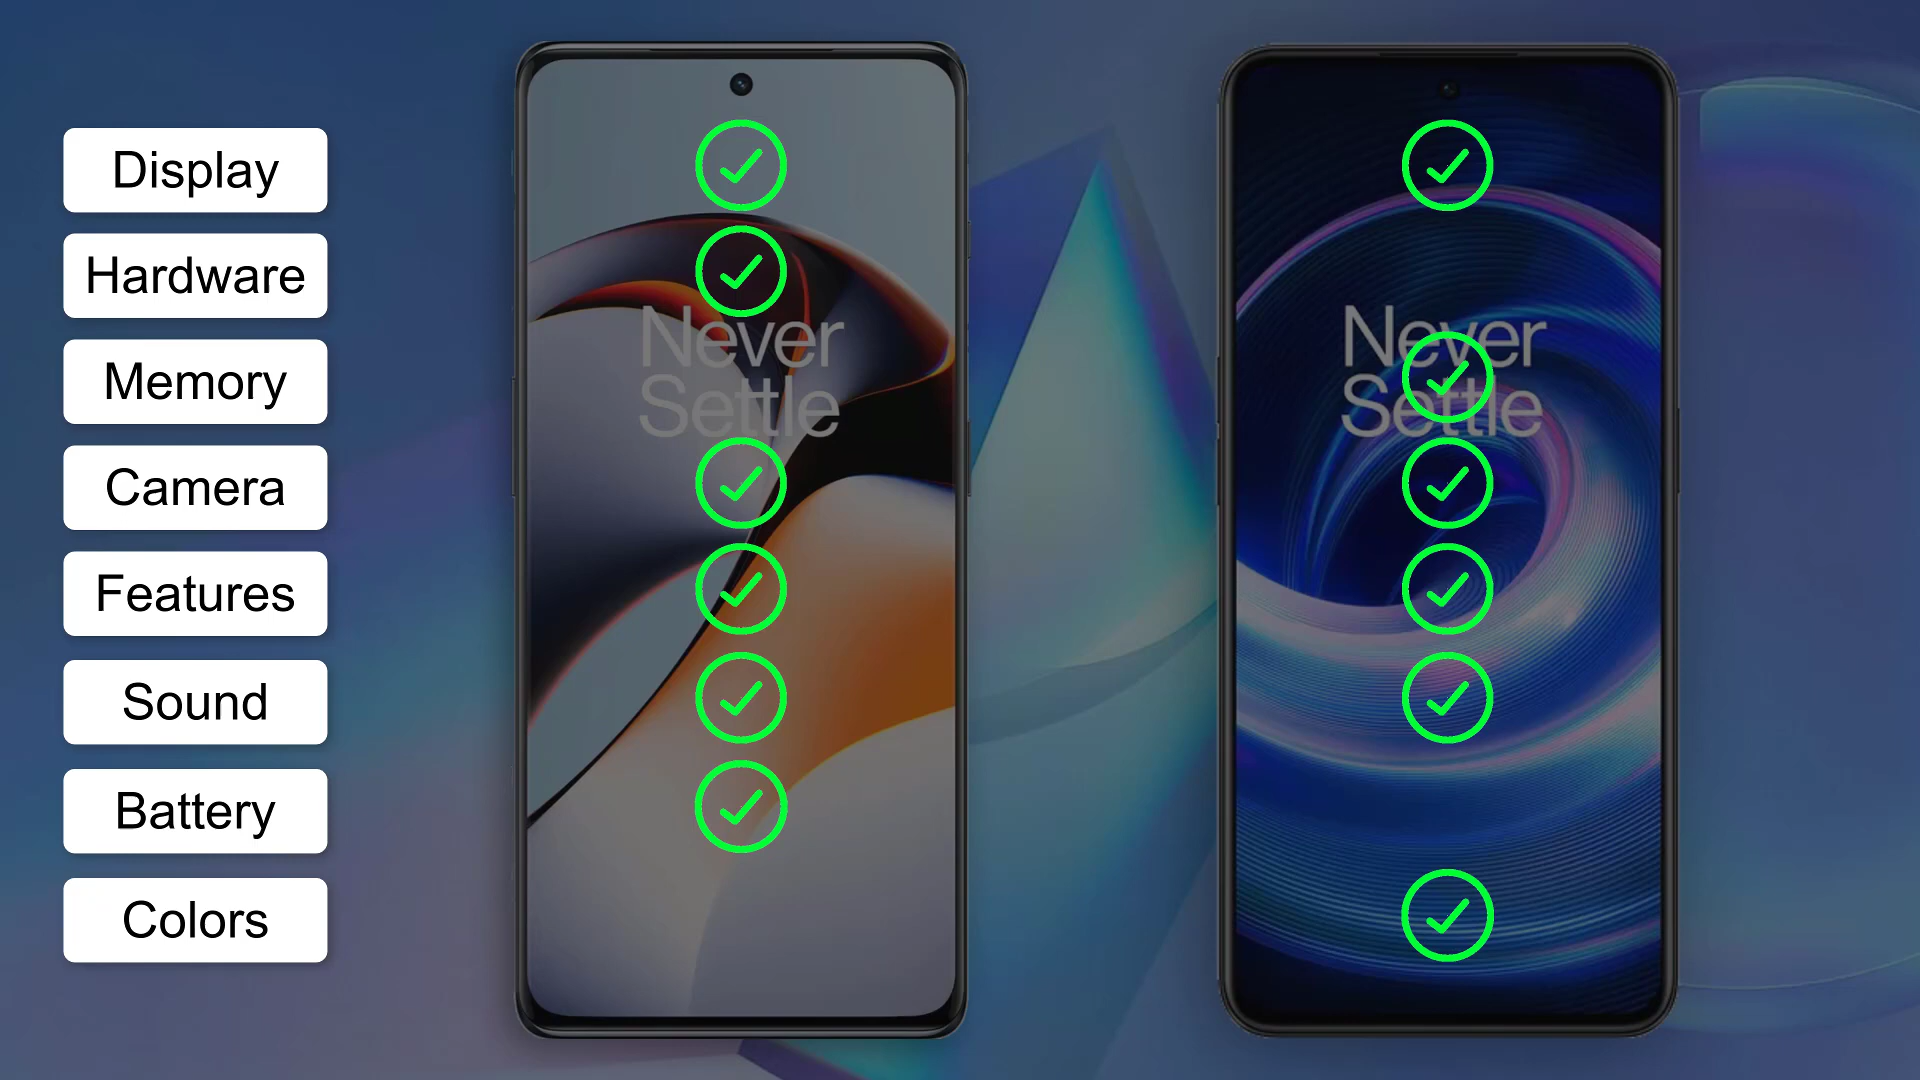 Display
Hardware
Memory
Camera
Features
Sound
Battery
Colors
Never
Settle
Never
Settle